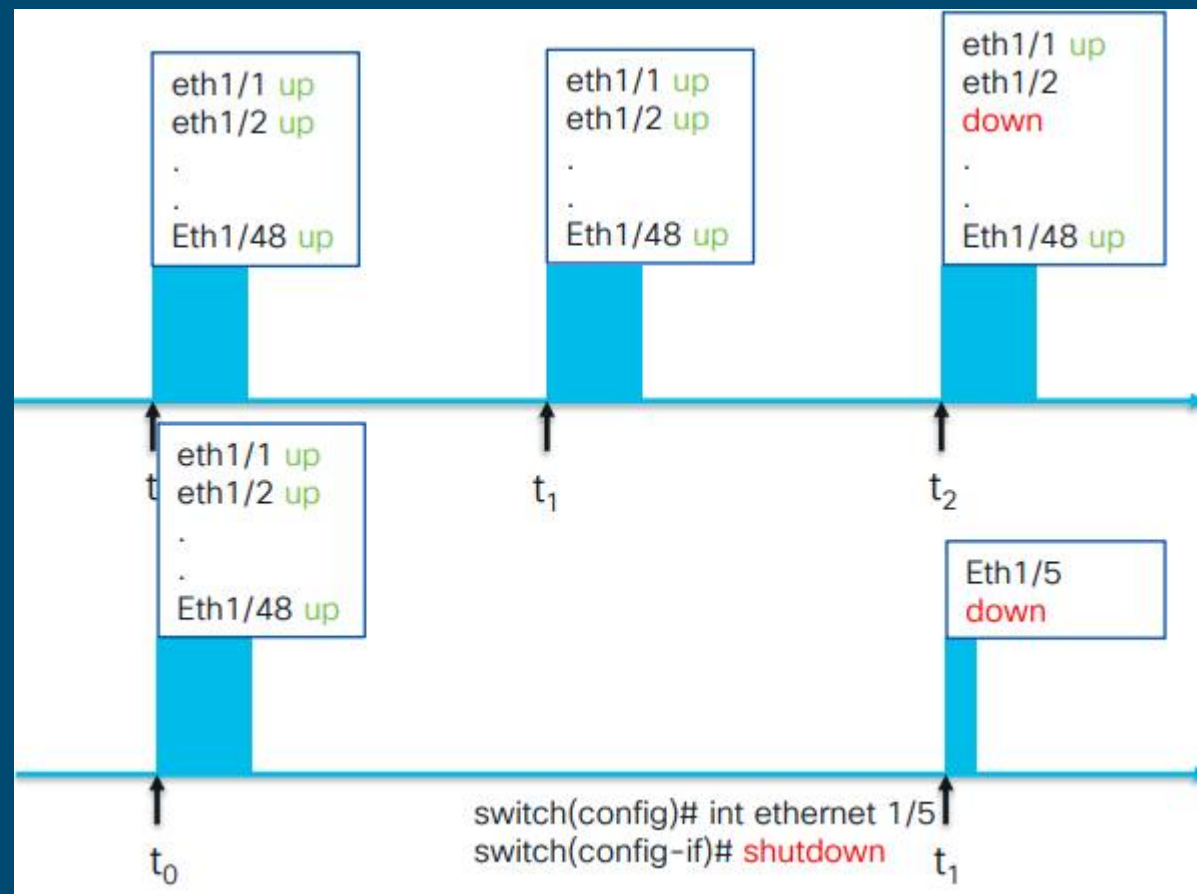 eth1/1 up
eth1/2 up
.
.
Eth1/48 up
eth1/1 up
eth1/2 up
.
.
Eth1/48 up
eth1/1 up
eth1/2
down
.
.
Eth1/48 up
t
t1
t2
eth1/1 up
eth1/2 up
.
.
Eth1/48 up
Eth1/5
down
t0
switch(config)# int ethernet 1/5
switch(config-if)# shutdown
t1